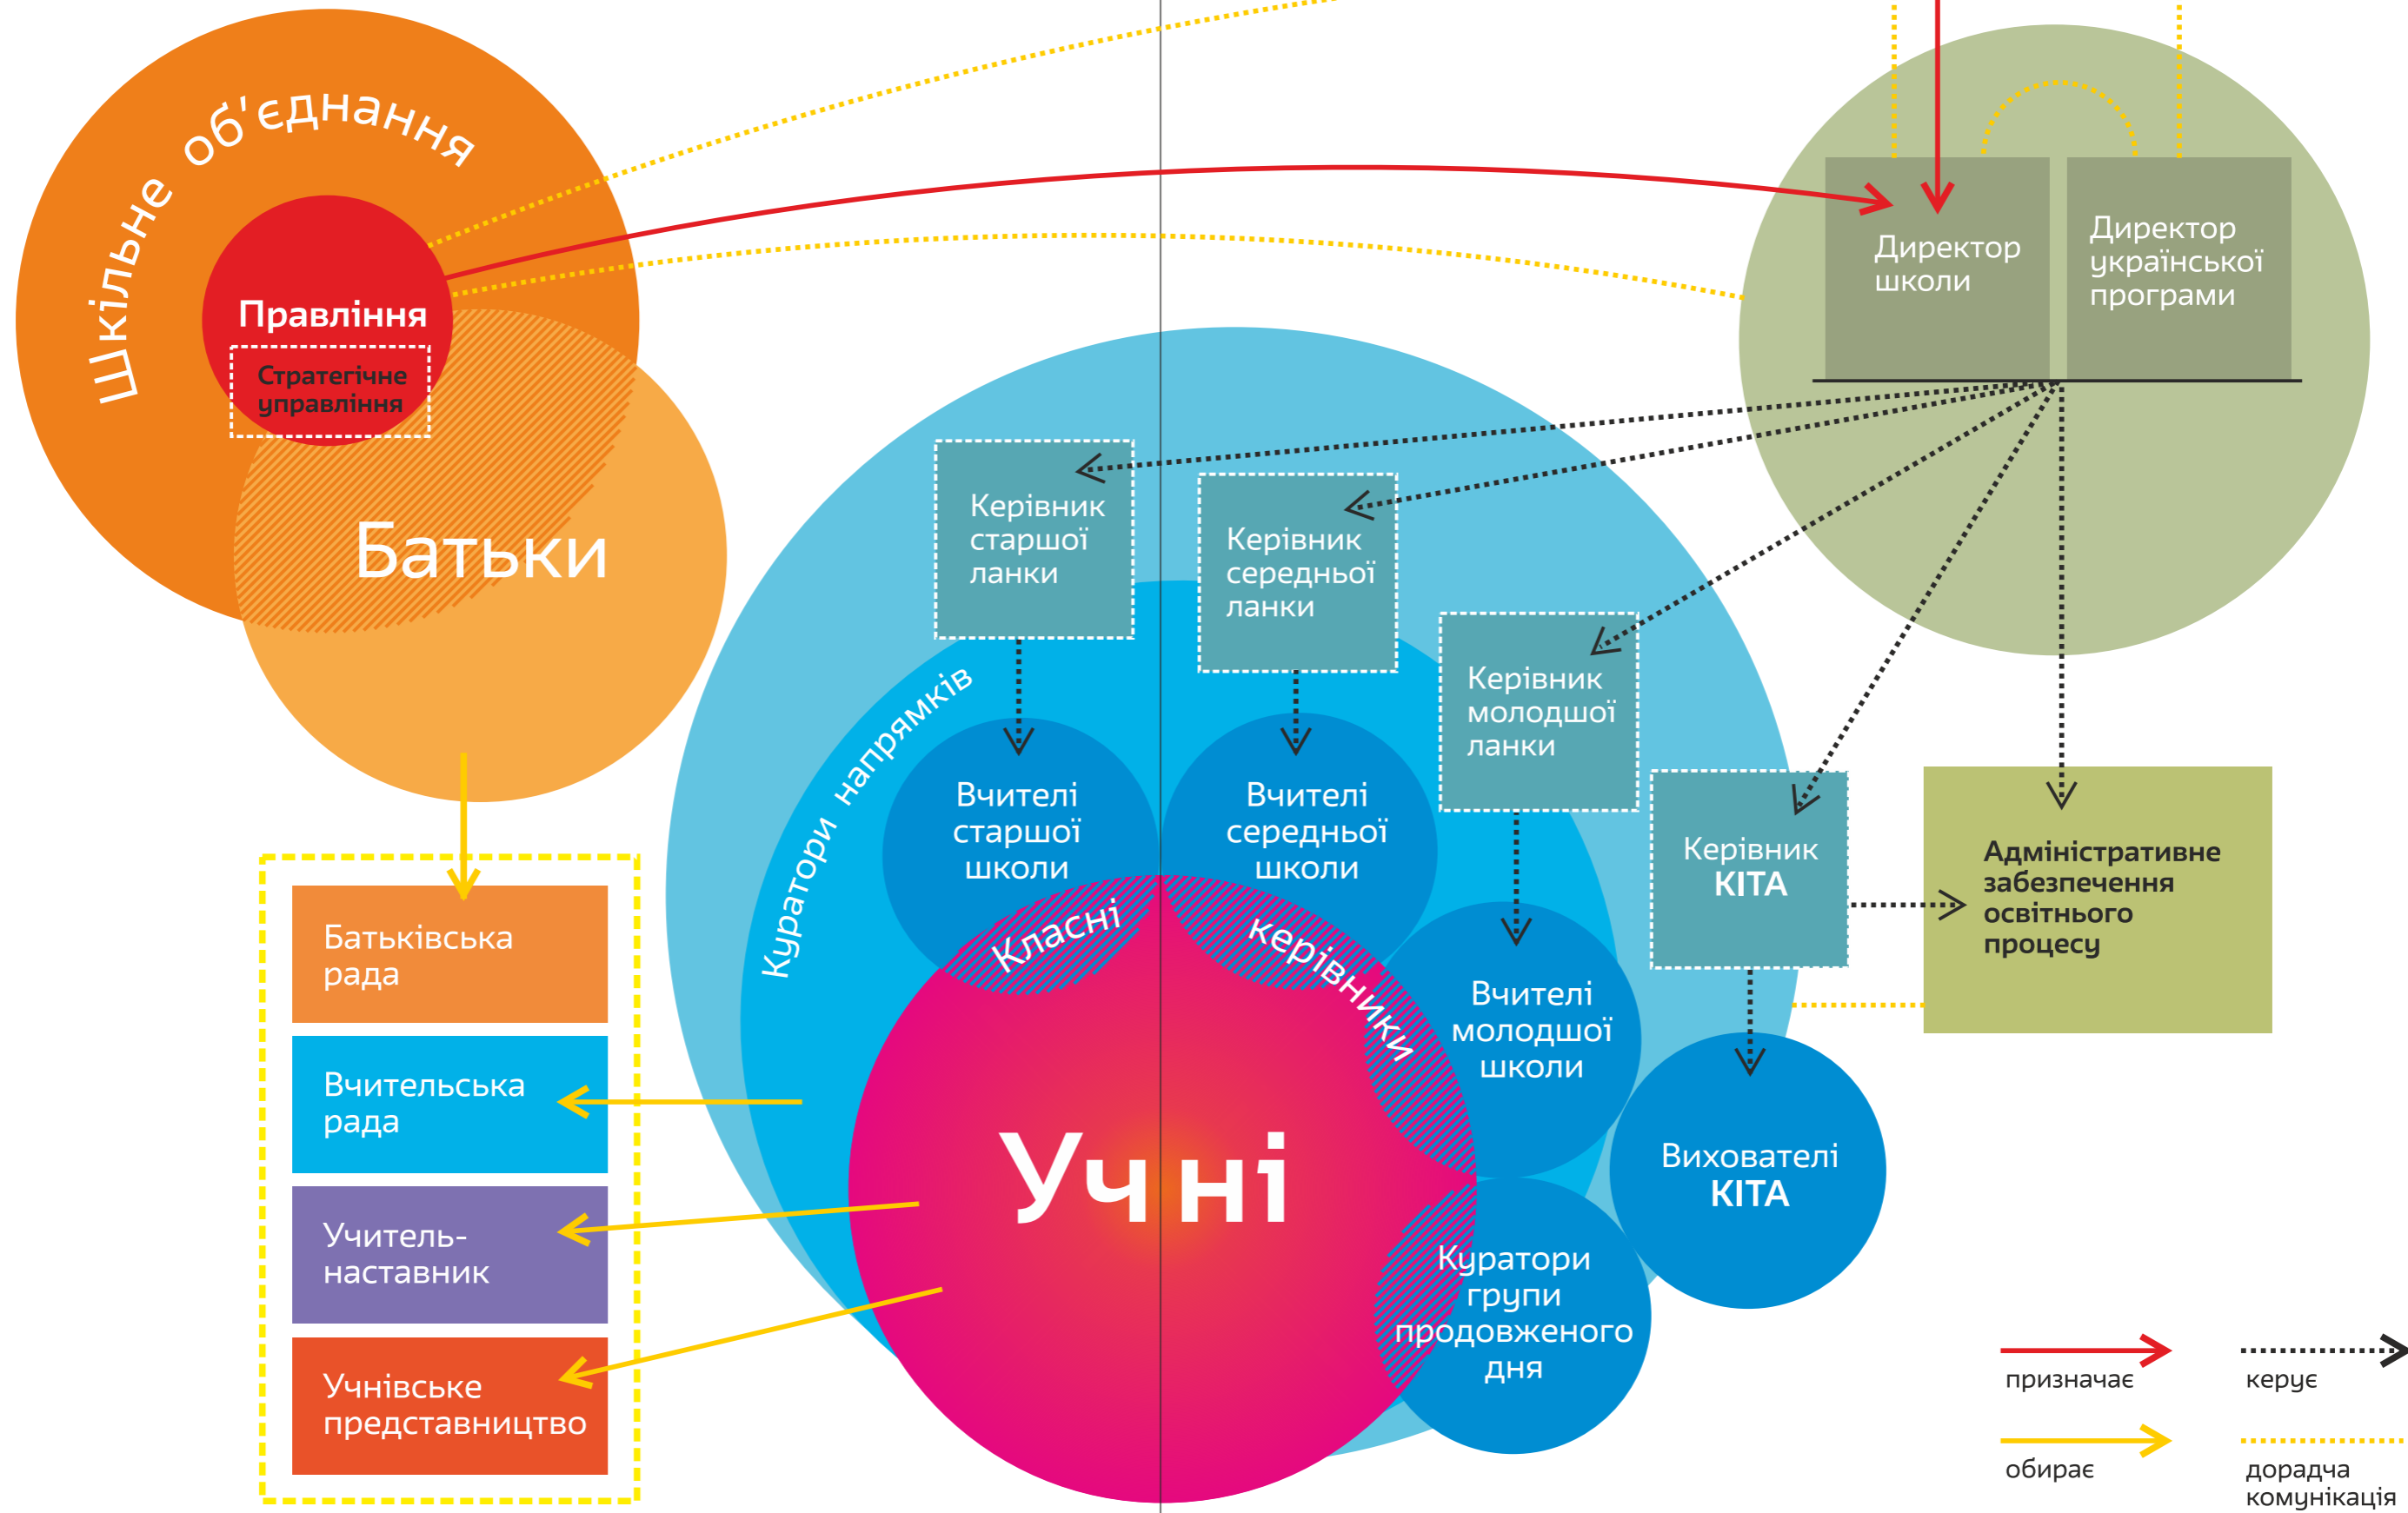 Шкільне об'єднання
Правління
Стратегічне
управління
Батьки
Директор
школи
Директор
української
програми
Керівник
старшої
ланки
Керівник
середньої
ланки
Керівник
молодшої
ланки
Керівник
КІТА
Адміністративне
забезпечення
освітнього
процесу
Куратори напрямків
Вчителі
старшої
школи
Вчителі
середньої
школи
Класні керівники
Вчителі
молодшої
школи
Вихователі
КІТА
Учні
Куратори
групи
продовженого
дня
Батьківська
рада
Вчительська
рада
Учитель-
наставник
Учнівське
представництво
призначає
керує
обирає
дорадча
комунікація